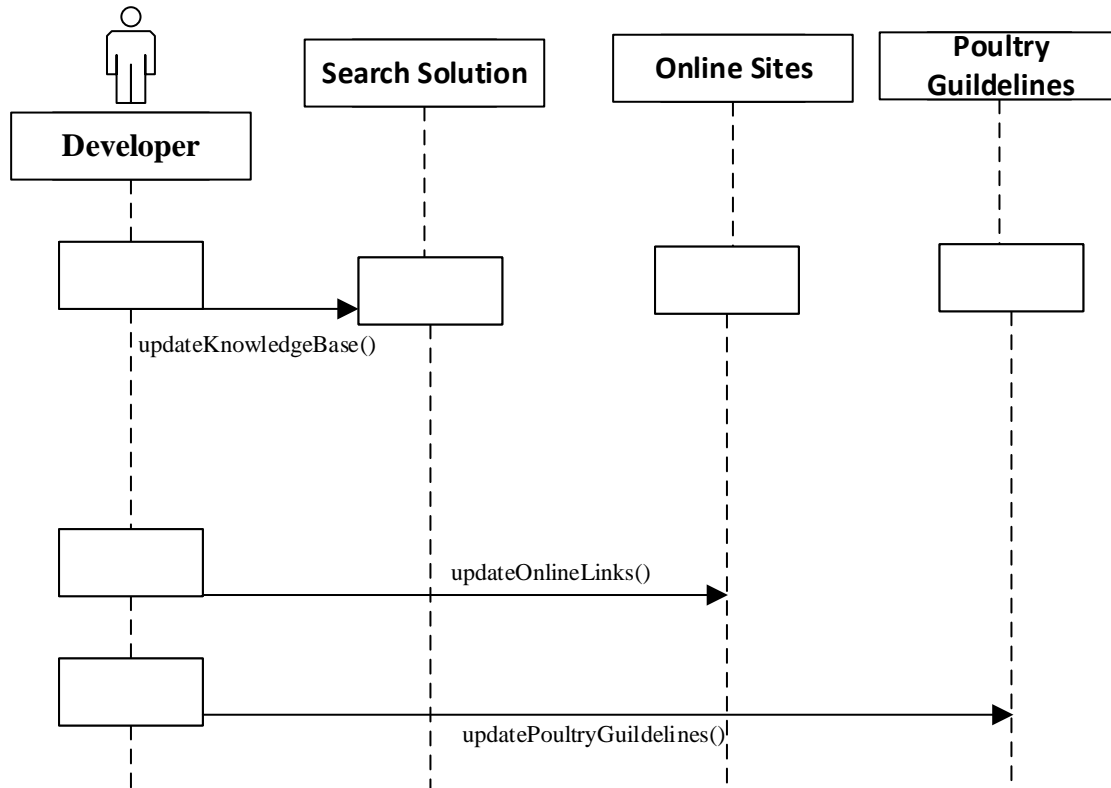 Developer
Search Solution
Online Sites
Poultry
Guildelines
updateKnowledgeBase()
updateOnlineLinks()
updatePoultryGuildelines()